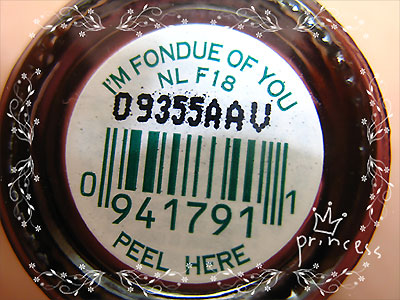 I'M FONDUE OF YOU
NL F18
09355AAV
0 941791 1
PEEL HERE
princess